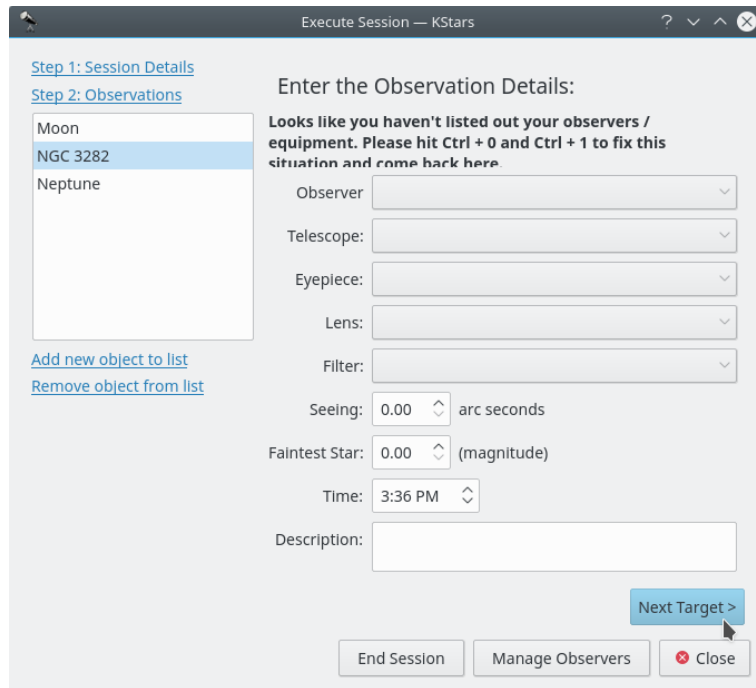 Execute Session — KStars
Step 1: Session Details
Step 2: Observations
Moon
NGC 3282
Neptune
Add new object to list
Remove object from list
Enter the Observation Details:
Looks like you haven't listed out your observers /
equipment. Please hit Ctrl + 0 and Ctrl + 1 to fix this
situation and come back here.
Observer
Telescope:
Eyepiece:
Lens:
Filter:
Seeing: 0.00 arc seconds
Faintest Star: 0.00 (magnitude)
Time: 3:36 PM
Description:
Next Target >
End Session Manage Observers Close